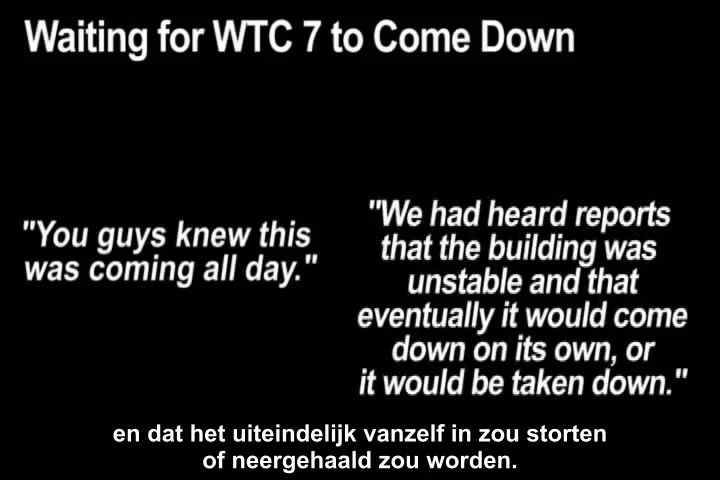 Waiting for WTC 7 to Come Down
"You guys knew this
was coming all day."
"We had heard reports
that the building was
unstable and that
eventually it would come
down on its own, or
it would be taken down."
en dat het uiteindelijk vanzelf in zou storten
of neergehaald zou worden.